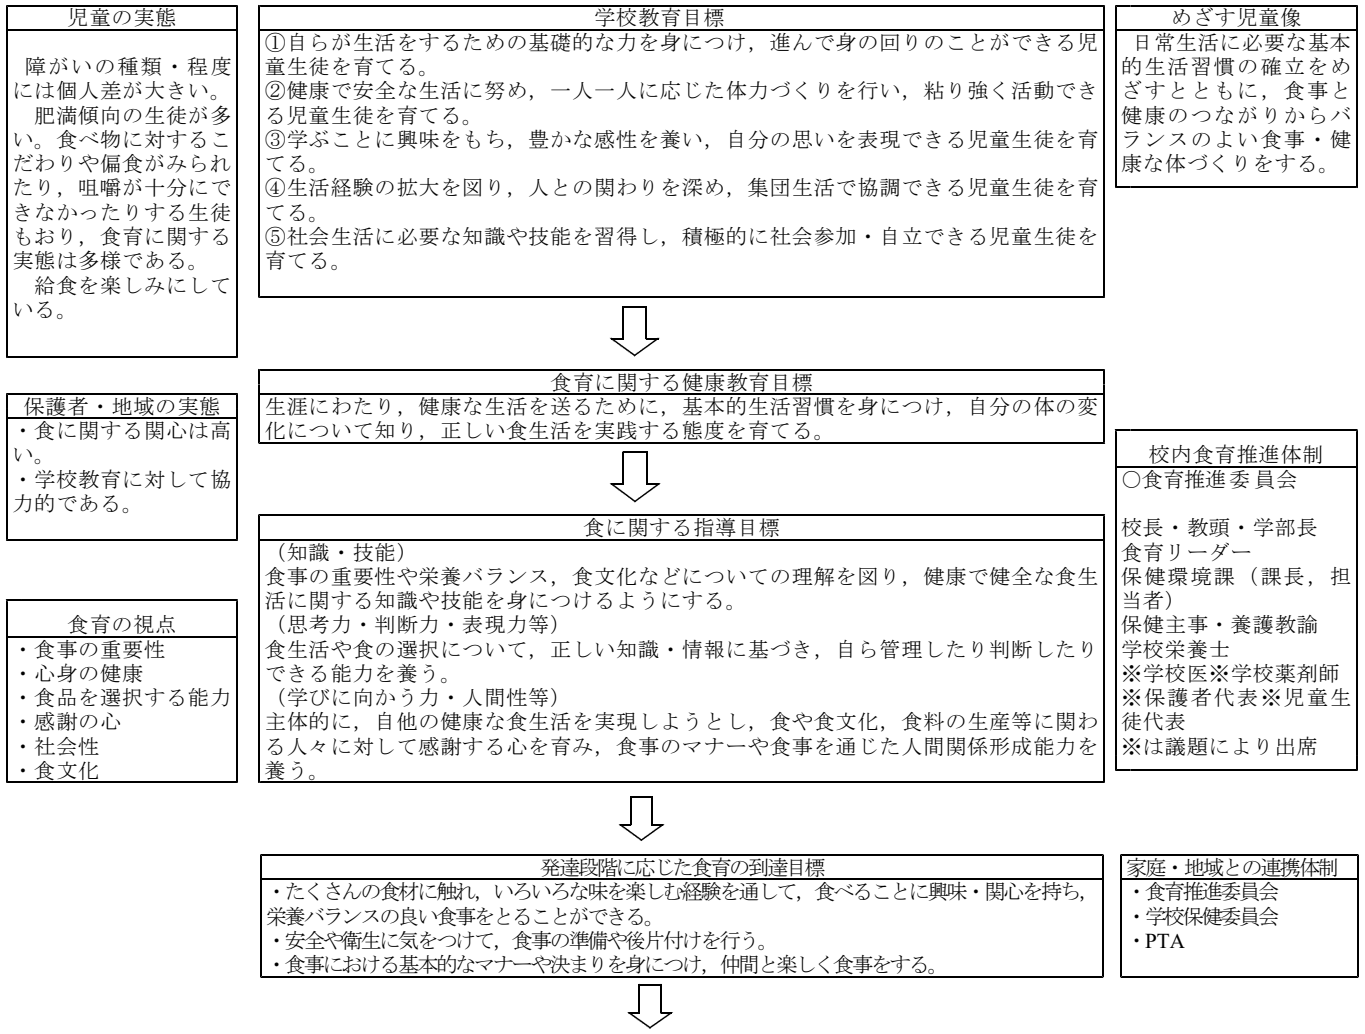 児童の実態
障がいの種類・程度
には個人差が大きい。
肥満傾向の生徒が多
い。食べ物に対するこ
だわりや偏食がみられ
たり，咀嚼が十分にで
きなかったりする生徒
もおり，食育に関する
実態は多様である。
給食を楽しみにして
いる。
学校教育目標
①自らが生活をするための基礎的な力を身につけ，進んで身の回りのことができる児
童生徒を育てる。
②健康で安全な生活に努め，一人一人に応じた体力づくりを行い，粘り強く活動でき
る児童生徒を育てる。
③学ぶことに興味をもち，豊かな感性を養い，自分の思いを表現できる児童生徒を育
てる。
④生活経験の拡大を図り，人との関わりを深め，集団生活で協調できる児童生徒を育
てる。
⑤社会生活に必要な知識や技能を習得し，積極的に社会参加・自立できる児童生徒を
育てる。
めざす児童像
日常生活に必要な基本
的生活習慣の確立をめ
ざすとともに，食事と
健康のつながりからバ
ランスのよい食事・健
康な体づくりをする。
食育に関する健康教育目標
生涯にわたり，健康な生活を送るために，基本的生活習慣を身につけ，自分の体の変
化について知り，正しい食生活を実践する態度を育てる。
保護者・地域の実態
・食に関する関心は高
い。
・学校教育に対して協
力的である。
食に関する指導目標
（知識・技能）
食事の重要性や栄養バランス，食文化などについての理解を図り，健康で健全な食生
活に関する知識や技能を身につけるようにする。
（思考力・判断力・表現力等）
食生活や食の選択について，正しい知識・情報に基づき，自ら管理したり判断したり
できる能力を養う。
（学びに向かう力・人間性等）
主体的に，自他の健康な食生活を実現しようとし，食や食文化，食料の生産等に関わ
る人々に対して感謝する心を育み，食事のマナーや食事を通じた人間関係形成能力を
養う。
校内食育推進体制
〇食育推進委員会
校長・教頭・学部長
食育リーダー
保健環境課（課長，担
当者）
保健主事・養護教諭
学校栄養士
※学校医※学校薬剤師
※保護者代表※児童生
徒代表
※は議題により出席
食育の視点
・食事の重要性
・心身の健康
・食品を選択する能力
・感謝の心
・社会性
・食文化
発達段階に応じた食育の到達目標
・たくさんの食材に触れ，いろいろな味を楽しむ経験を通して，食べることに興味・関心を持ち，
栄養バランスの良い食事をとることができる。
・安全や衛生に気をつけて，食事の準備や後片付けを行う。
・食事における基本的なマナーや決まりを身につけ，仲間と楽しく食事をする。
家庭・地域との連携体制
・食育推進委員会
・学校保健委員会
・PTA